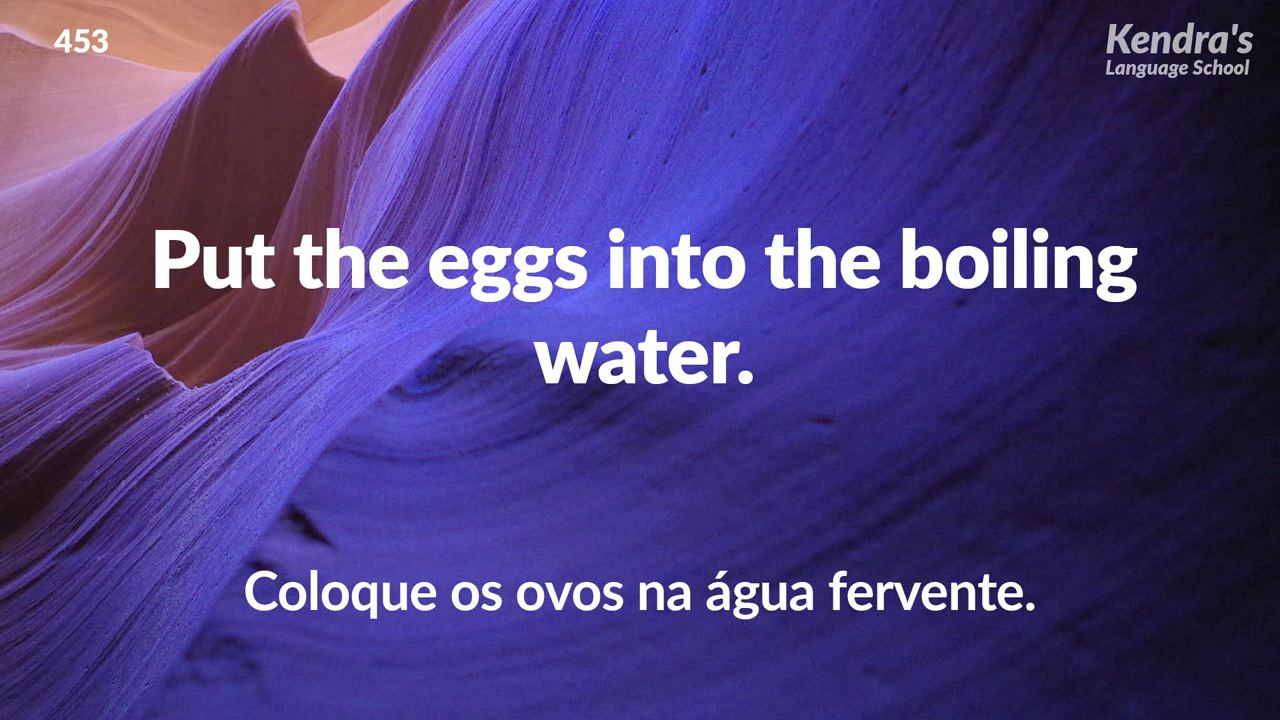 453
Kendra's
Language School
Put the eggs into the boiling
water.
Coloque os ovos na água fervente.